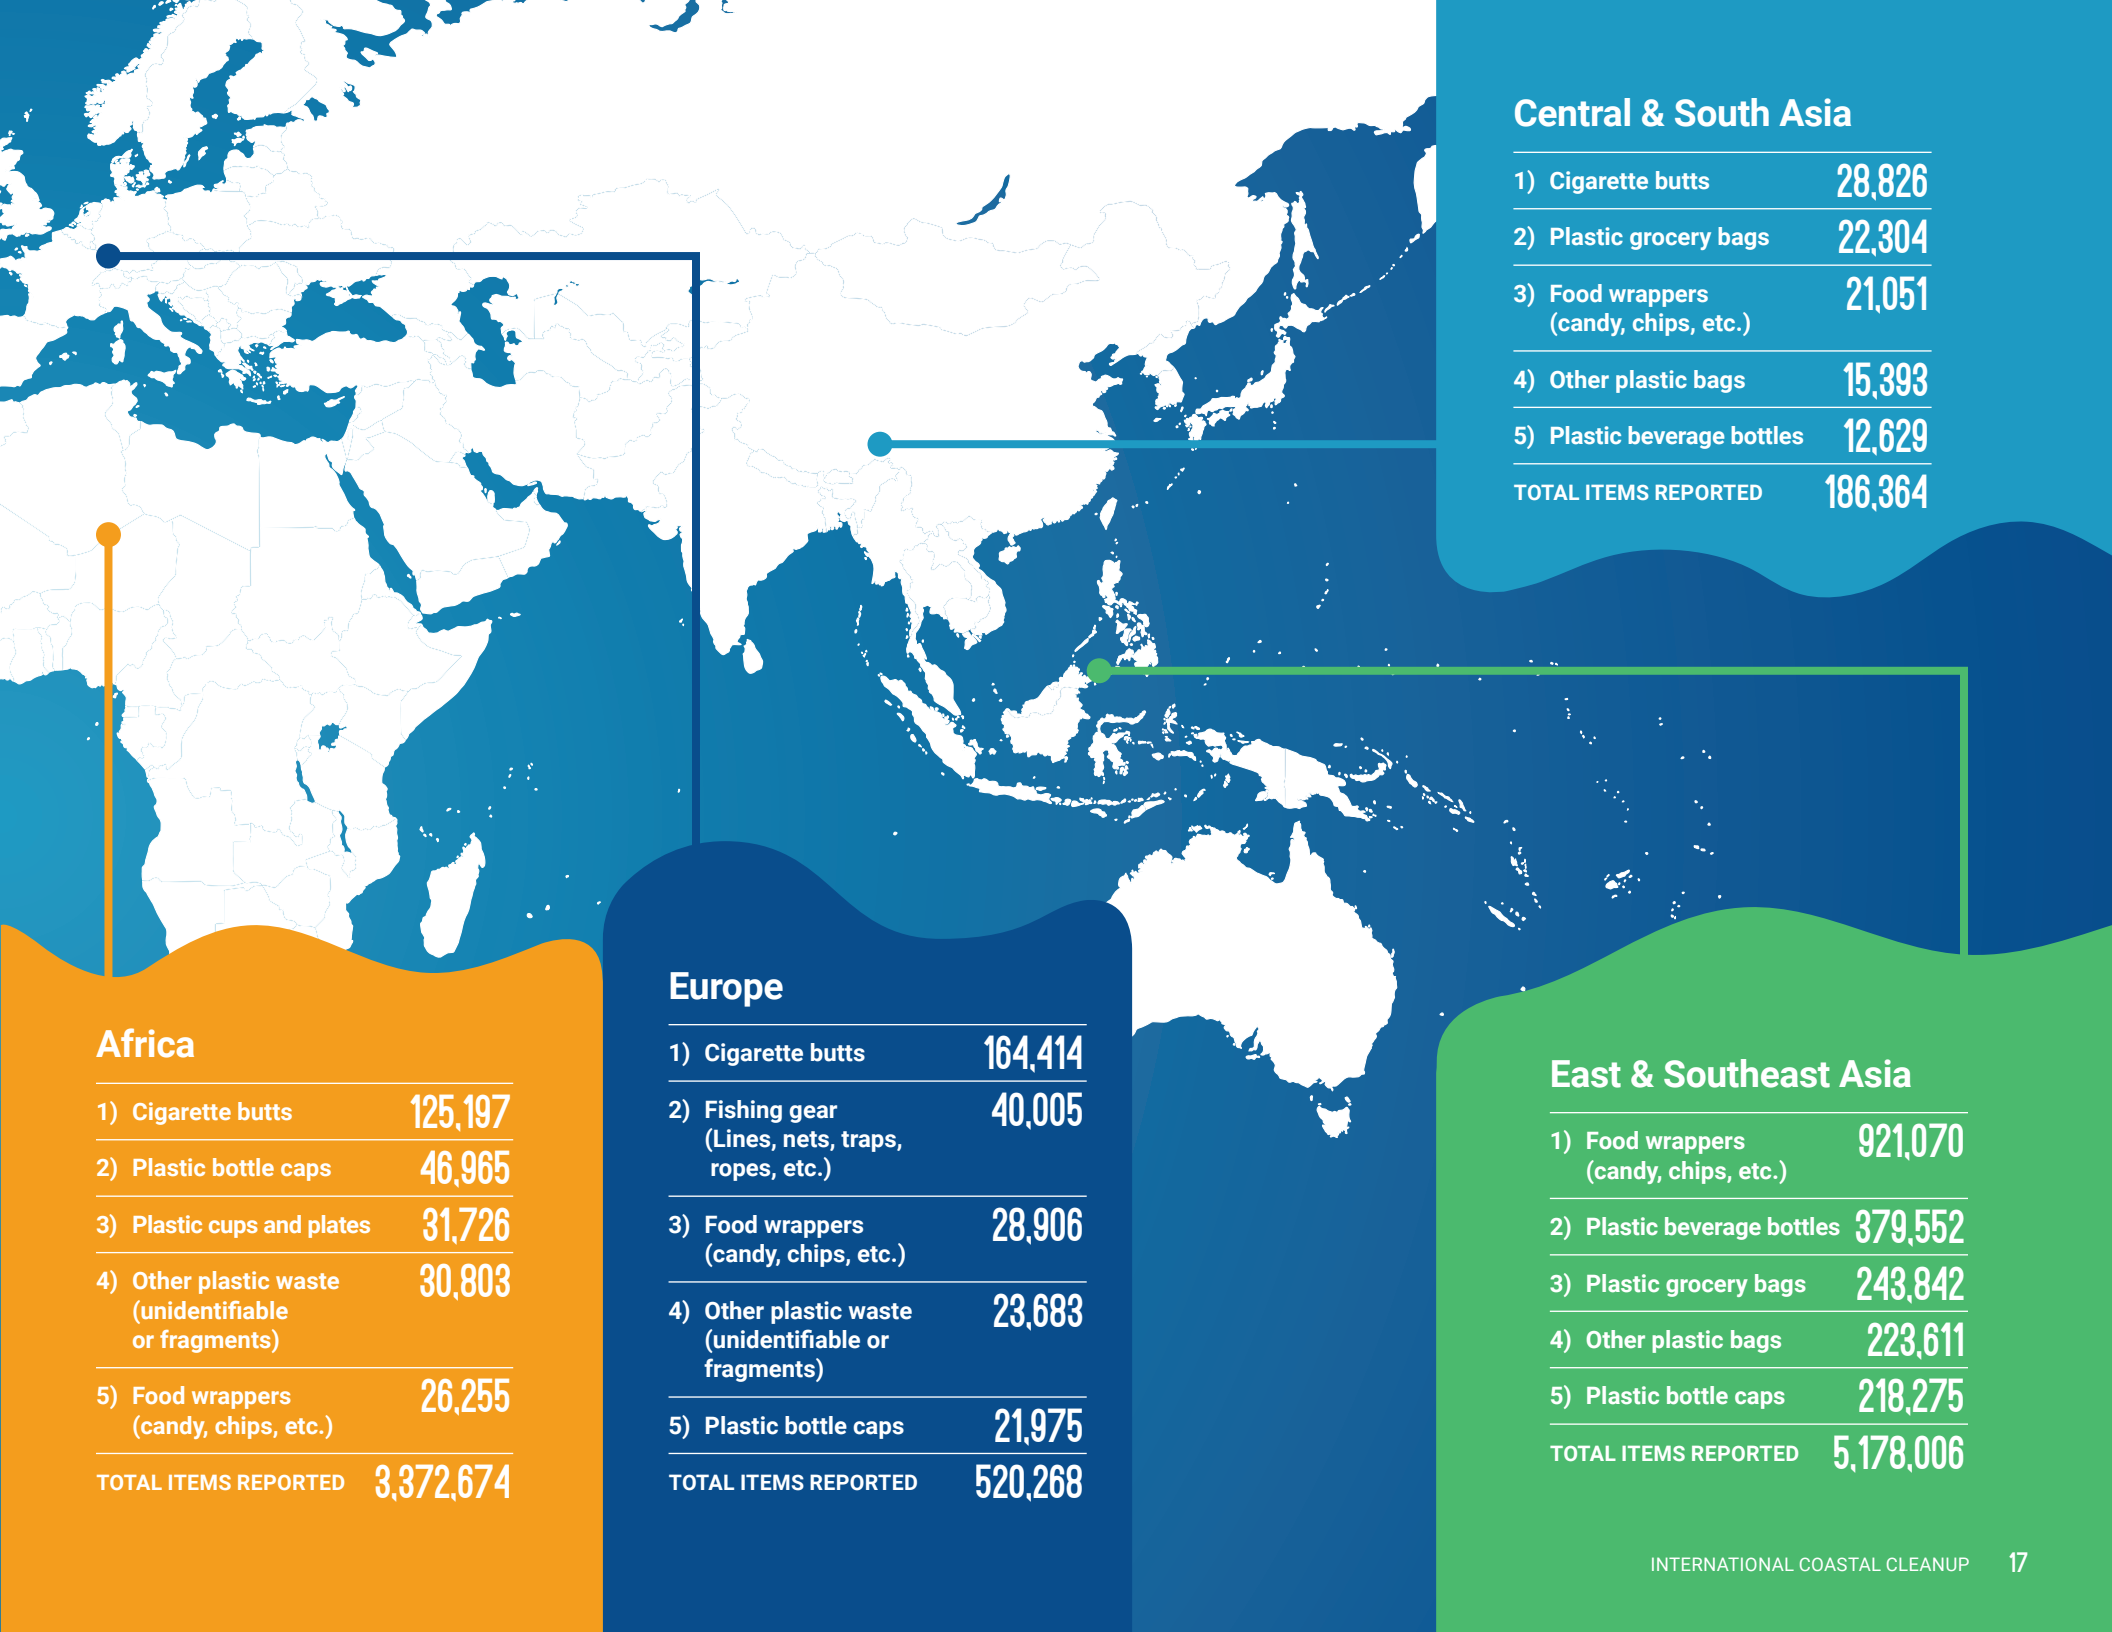 Central & South Asia
1) Cigarette butts 28,826
2) Plastic grocery bags 22,304
3) Food wrappers 21,051
(candy, chips, etc.)
4) Other plastic bags 15,393
5) Plastic beverage bottles 12,629
TOTAL ITEMS REPORTED 186,364
Africa
1) Cigarette butts 125,197
2) Plastic bottle caps 46,965
3) Plastic cups and plates 31,726
4) Other plastic waste 30,803
(unidentifiable
or fragments)
5) Food wrappers 26,255
(candy, chips, etc.)
TOTAL ITEMS REPORTED 3,372,674
Europe
1) Cigarette butts 164,414
2) Fishing gear 40,005
(Lines, nets, traps,
ropes, etc.)
3) Food wrappers 28,906
(candy, chips, etc.)
4) Other plastic waste 23,683
(unidentifiable or
fragments)
5) Plastic bottle caps 21,975
TOTAL ITEMS REPORTED 520,268
East & Southeast Asia
1) Food wrappers 921,070
(candy, chips, etc.)
2) Plastic beverage bottles 379,552
3) Plastic grocery bags 243,842
4) Other plastic bags 223,611
5) Plastic bottle caps 218,275
TOTAL ITEMS REPORTED 5,178,006
INTERNATIONAL COASTAL CLEANUP 17